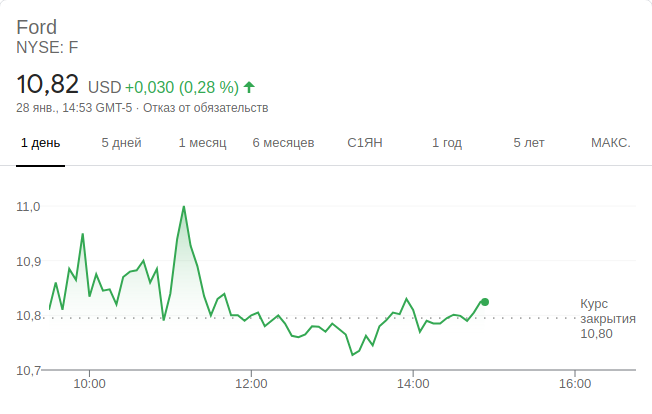 Ford
NYSE: F
10,82 USD +0,030 (0,28 %)
28 янв., 14:53 GMT-5 · Отказ от обязательств
1 день 5 дней 1 месяц 6 месяцев С1ЯН 1 год 5 лет МАКС.
11,0
10,9
10,8
10,7
Курс
закрытия
10,80
10:00 12:00 14:00 16:00